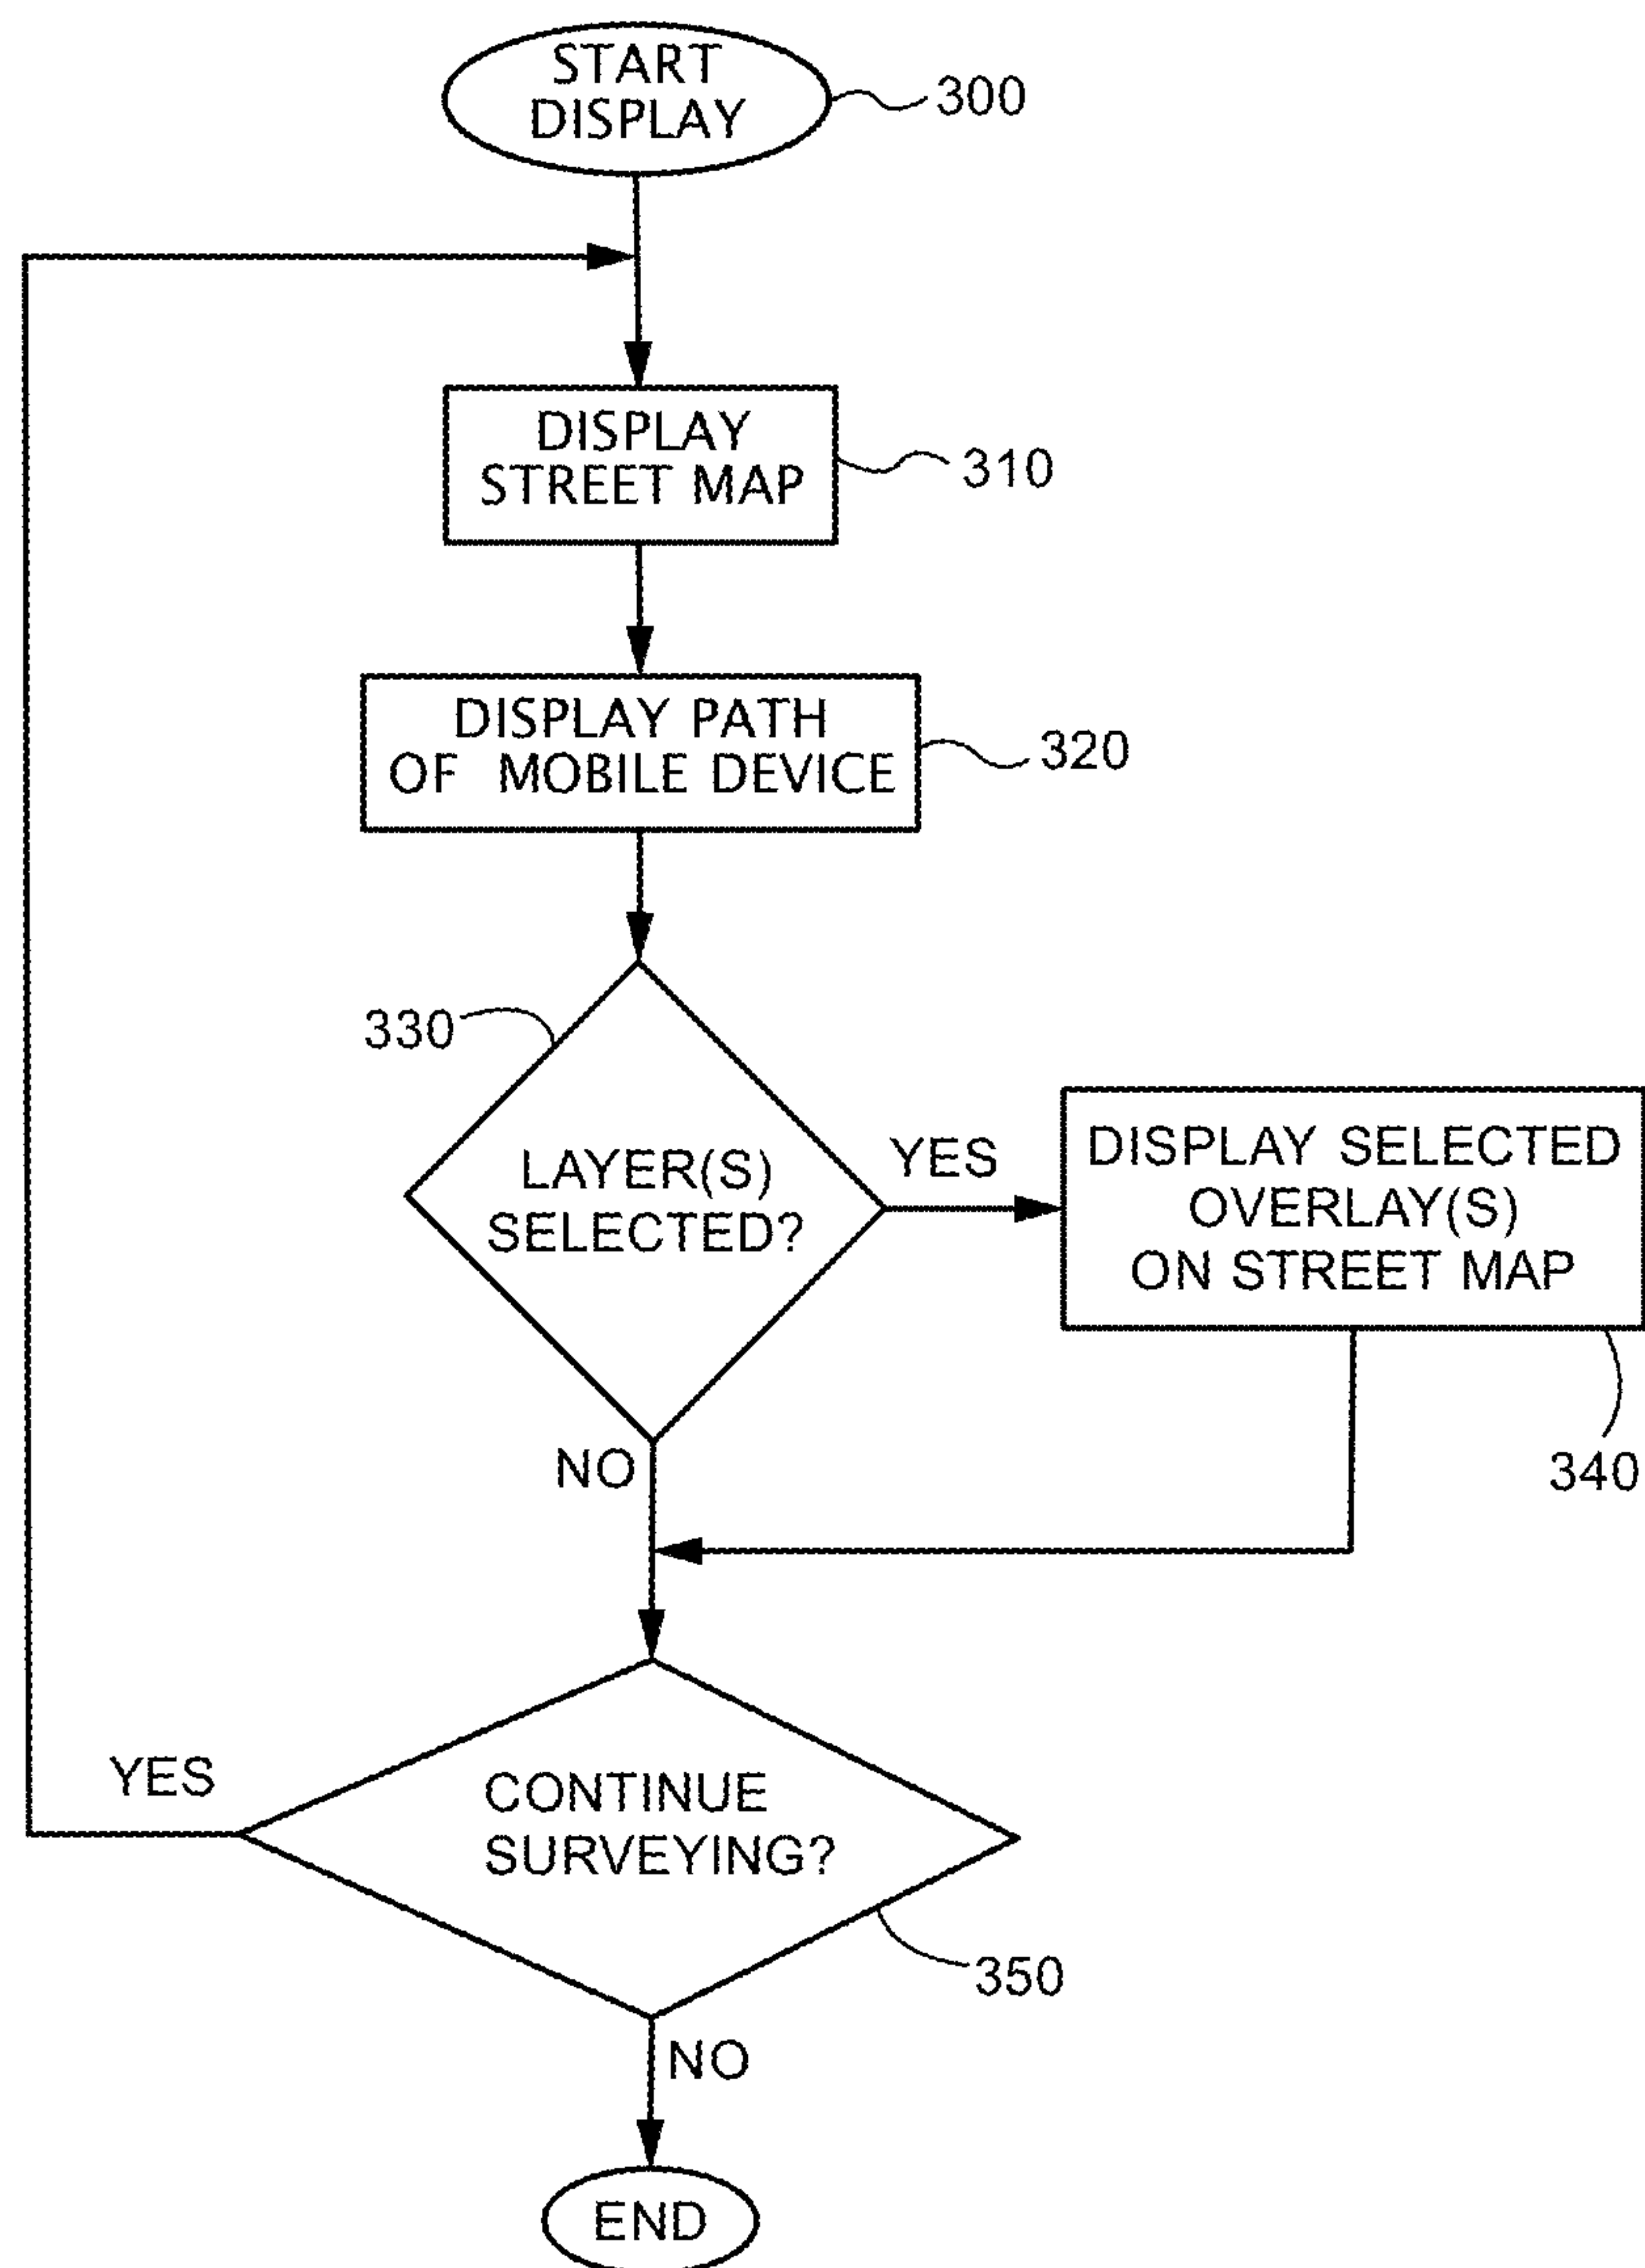 START
DISPLAY
300
DISPLAY
STREET MAP
310
DISPLAY PATH
OF MOBILE DEVICE
320
330
LAYER(S)
SELECTED?
YES
DISPLAY SELECTED
OVERLAY(S)
ON STREET MAP
340
NO
YES
CONTINUE
SURVEYING?
350
NO
END